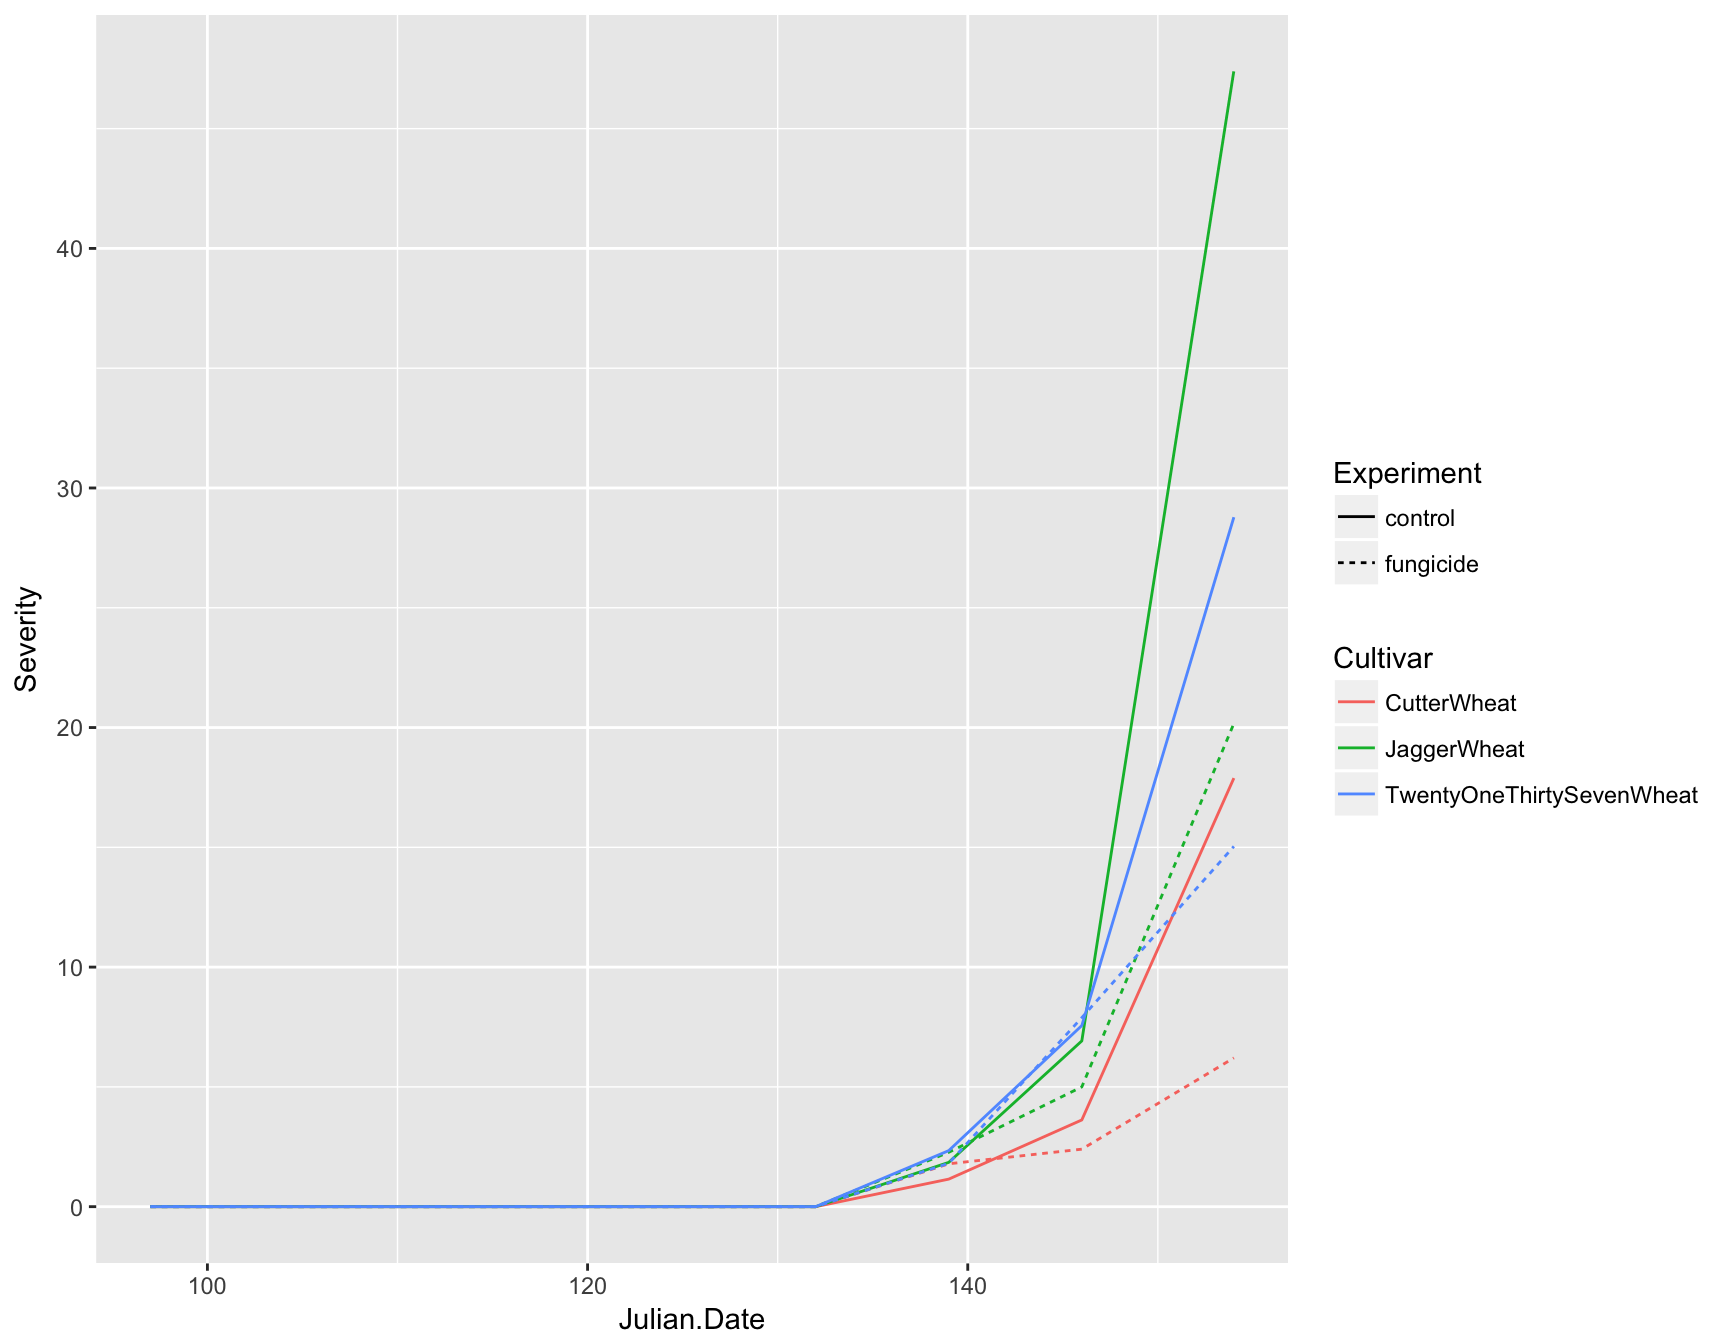 Severity
40
30
20
10
0
100
120
140
Julian.Date
Experiment
control
fungicide
Cultivar
CutterWheat
JaggerWheat
TwentyOneThirtySevenWheat